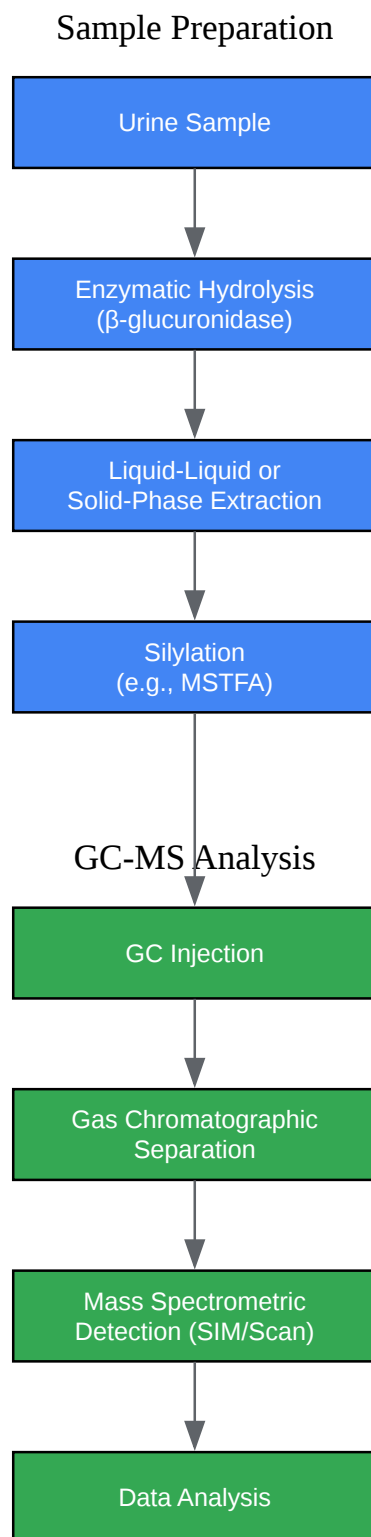 Sample Preparation
Urine Sample
Enzymatic Hydrolysis
(β-glucuronidase)
Liquid-Liquid or
Solid-Phase Extraction
Silylation
(e.g., MSTFA)
GC-MS Analysis
GC Injection
Gas Chromatographic
Separation
Mass Spectrometric
Detection (SIM/Scan)
Data Analysis